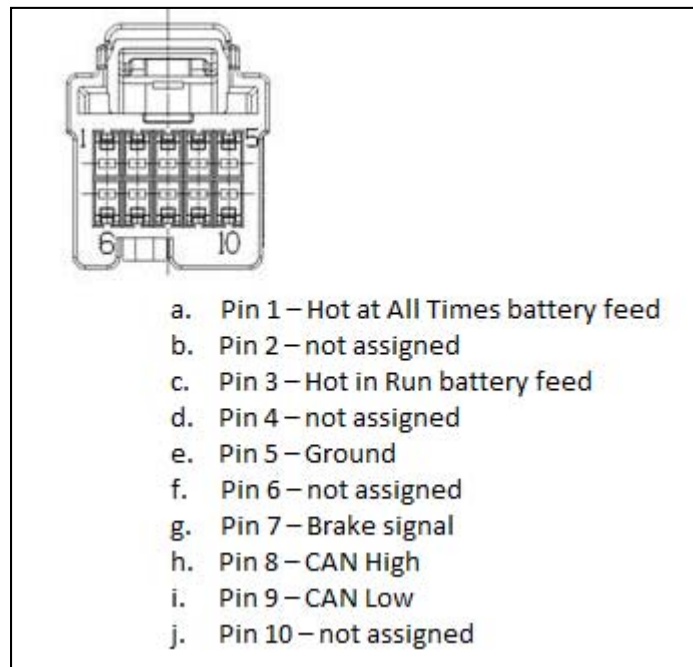 1 5
6 10
a. Pin 1 – Hot at All Times battery feed
b. Pin 2 – not assigned
c. Pin 3 – Hot in Run battery feed
d. Pin 4 – not assigned
e. Pin 5 – Ground
f. Pin 6 – not assigned
g. Pin 7 – Brake signal
h. Pin 8 – CAN High
i. Pin 9 – CAN Low
j. Pin 10 – not assigned